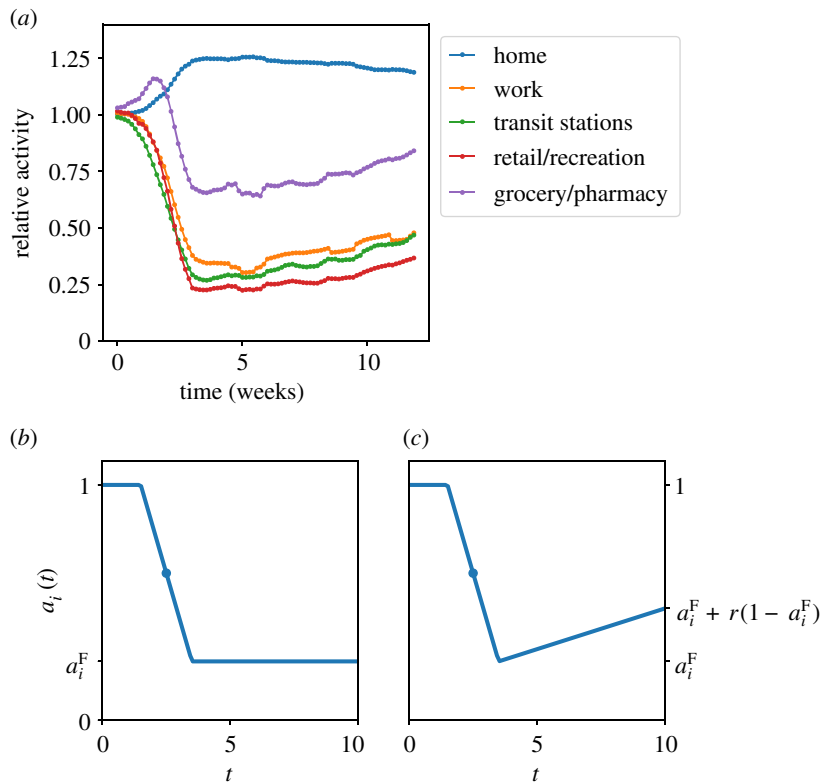 (a)
1.25
1.00
0.75
0.50
0.25
0
relative activity
0 5 10
time (weeks)
home
work
transit stations
retail/recreation
grocery/pharmacy
(b)
1
a_i (t)
a_i^F
0
0 5 10
t
(c)
1
a_i^F + r(1 − a_i^F)
a_i^F
0 5 10
t